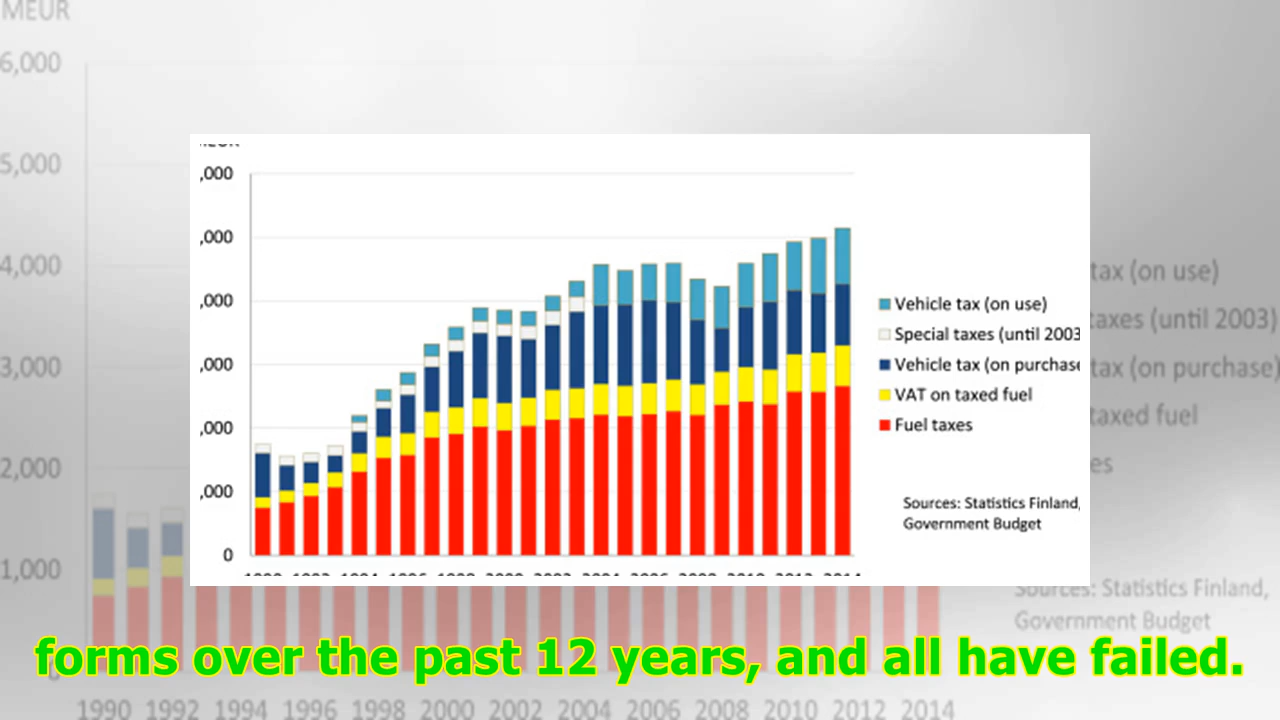 MEUR
6,000
5,000
4,000
3,000
2,000
1,000
,000
,000
,000
,000
,000
,000
0
Vehicle tax (on use)
Special taxes (until 2003
Vehicle tax (on purchase
VAT on taxed fuel
Fuel taxes
Sources: Statistics Finland,
Government Budget
tax (on use)
taxes (until 2003)
tax (on purchase)
taxed fuel
es
Sources: Statistics Finland,
Government Budget
forms over the past 12 years, and all have failed.
1990 1992 1994 1996 1998 2000 2002 2004 2006 2008 2010 2012 2014